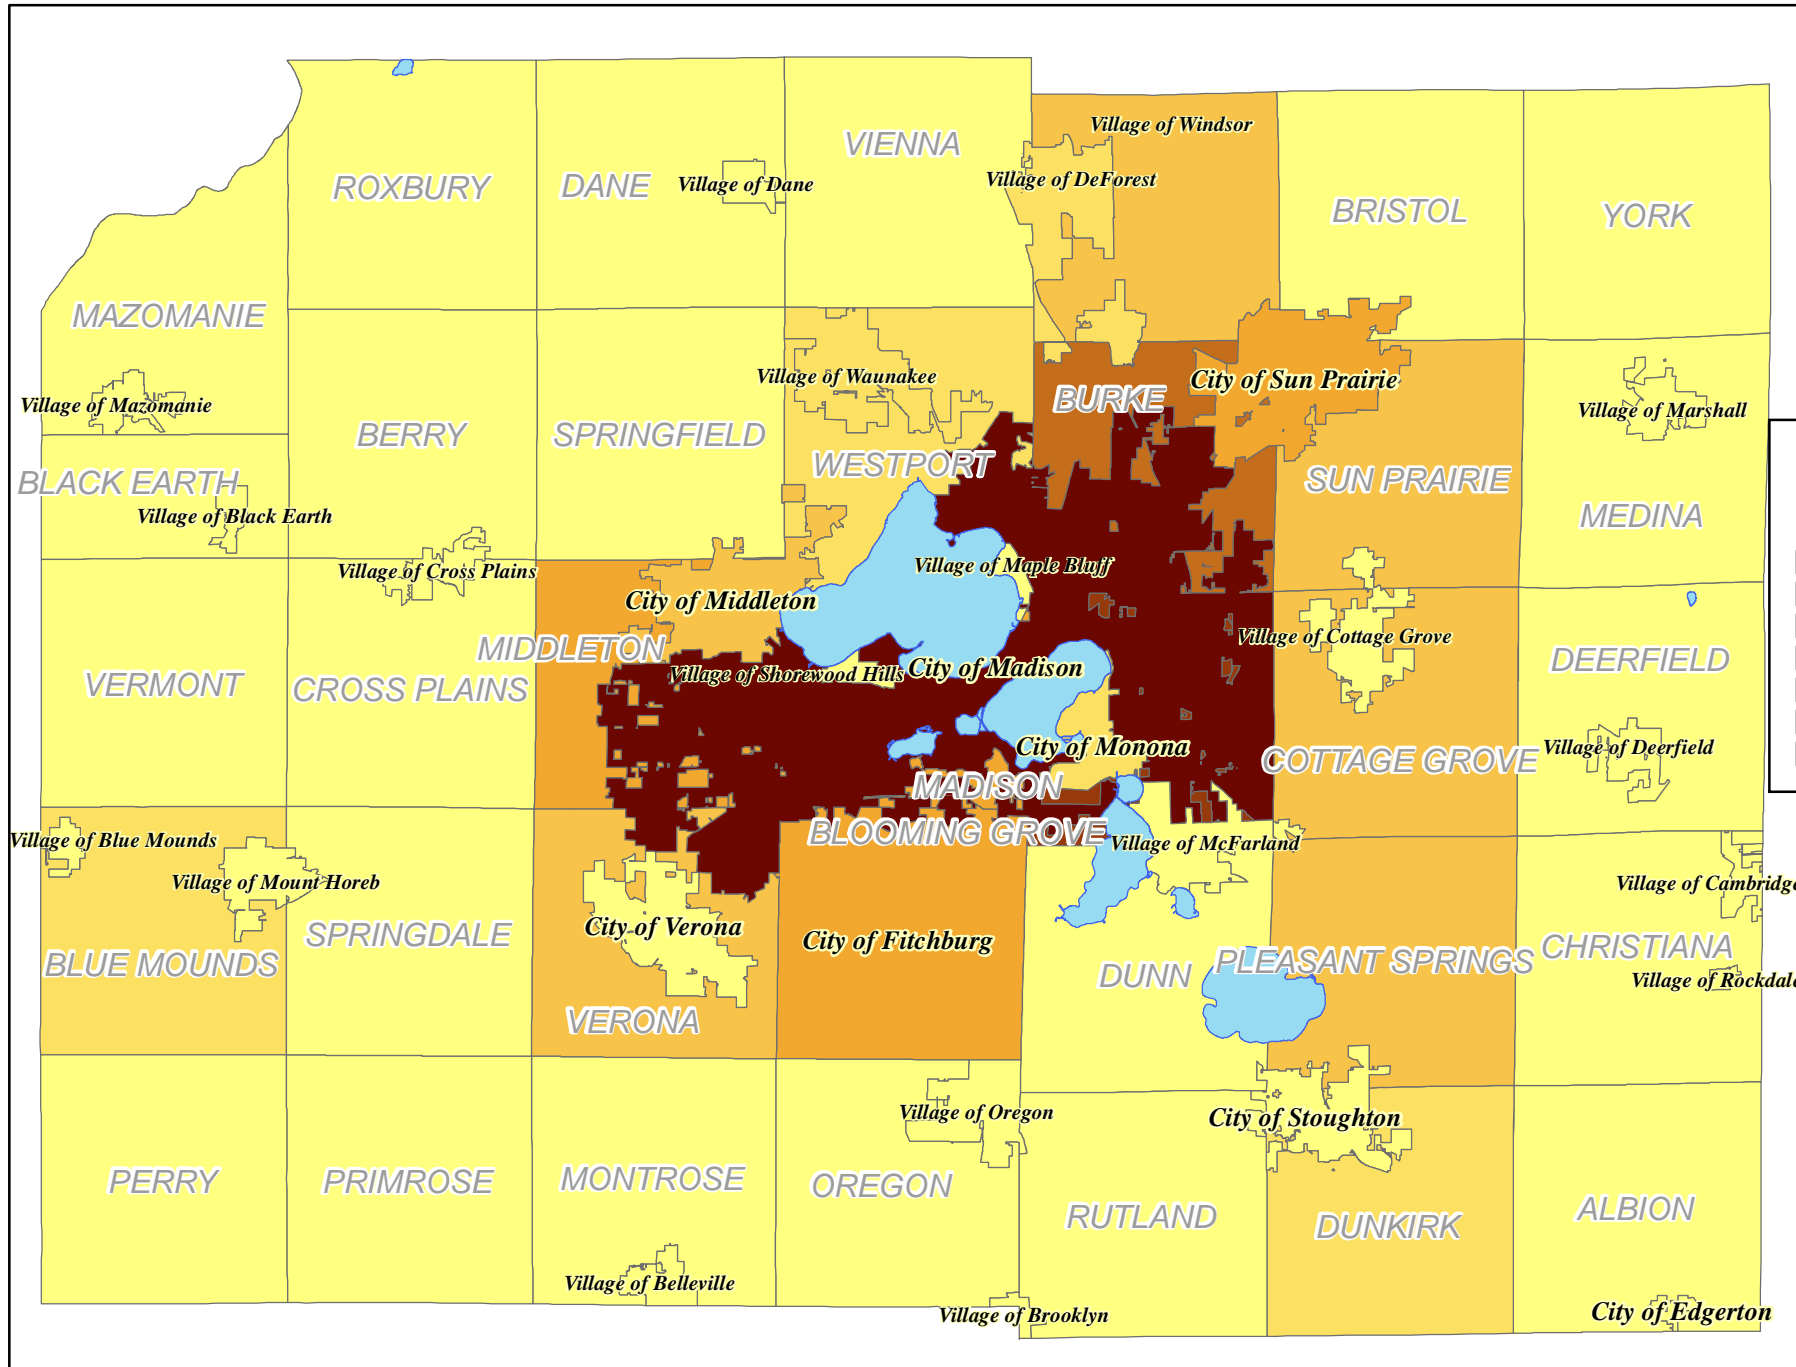 Village of Windsor
VIENNA
ROXBURY
DANE
Village of Dane
Village of DeForest
BRISTOL
YORK
MAZOMANIE
Village of Mazomanie
Village of Waunakee
BURKE
City of Sun Prairie
Village of Marshall
BERRY
SPRINGFIELD
WESTPORT
SUN PRAIRIE
BLACK EARTH
Village of Black Earth
MEDINA
Village of Cross Plains
Village of Maple Bluff
City of Middleton
MIDDLETON
Village of Cottage Grove
DEERFIELD
VERMONT
CROSS PLAINS
Village of Shorewood Hills
City of Madison
City of Monona
COTTAGE GROVE
Village of Deerfield
MADISON
BLOOMING GROVE
Village of Blue Mounds
Village of McFarland
Village of Mount Horeb
Village of Cambridge
City of Verona
City of Fitchburg
SPRINGDALE
BLUE MOUNDS
DUNN
PLEASANT SPRINGS
CHRISTIANA
Village of Rockdale
VERONA
Village of Oregon
City of Stoughton
PERRY
PRIMROSE
MONTROSE
OREGON
RUTLAND
DUNKIRK
ALBION
Village of Belleville
Village of Brooklyn
City of Edgerton